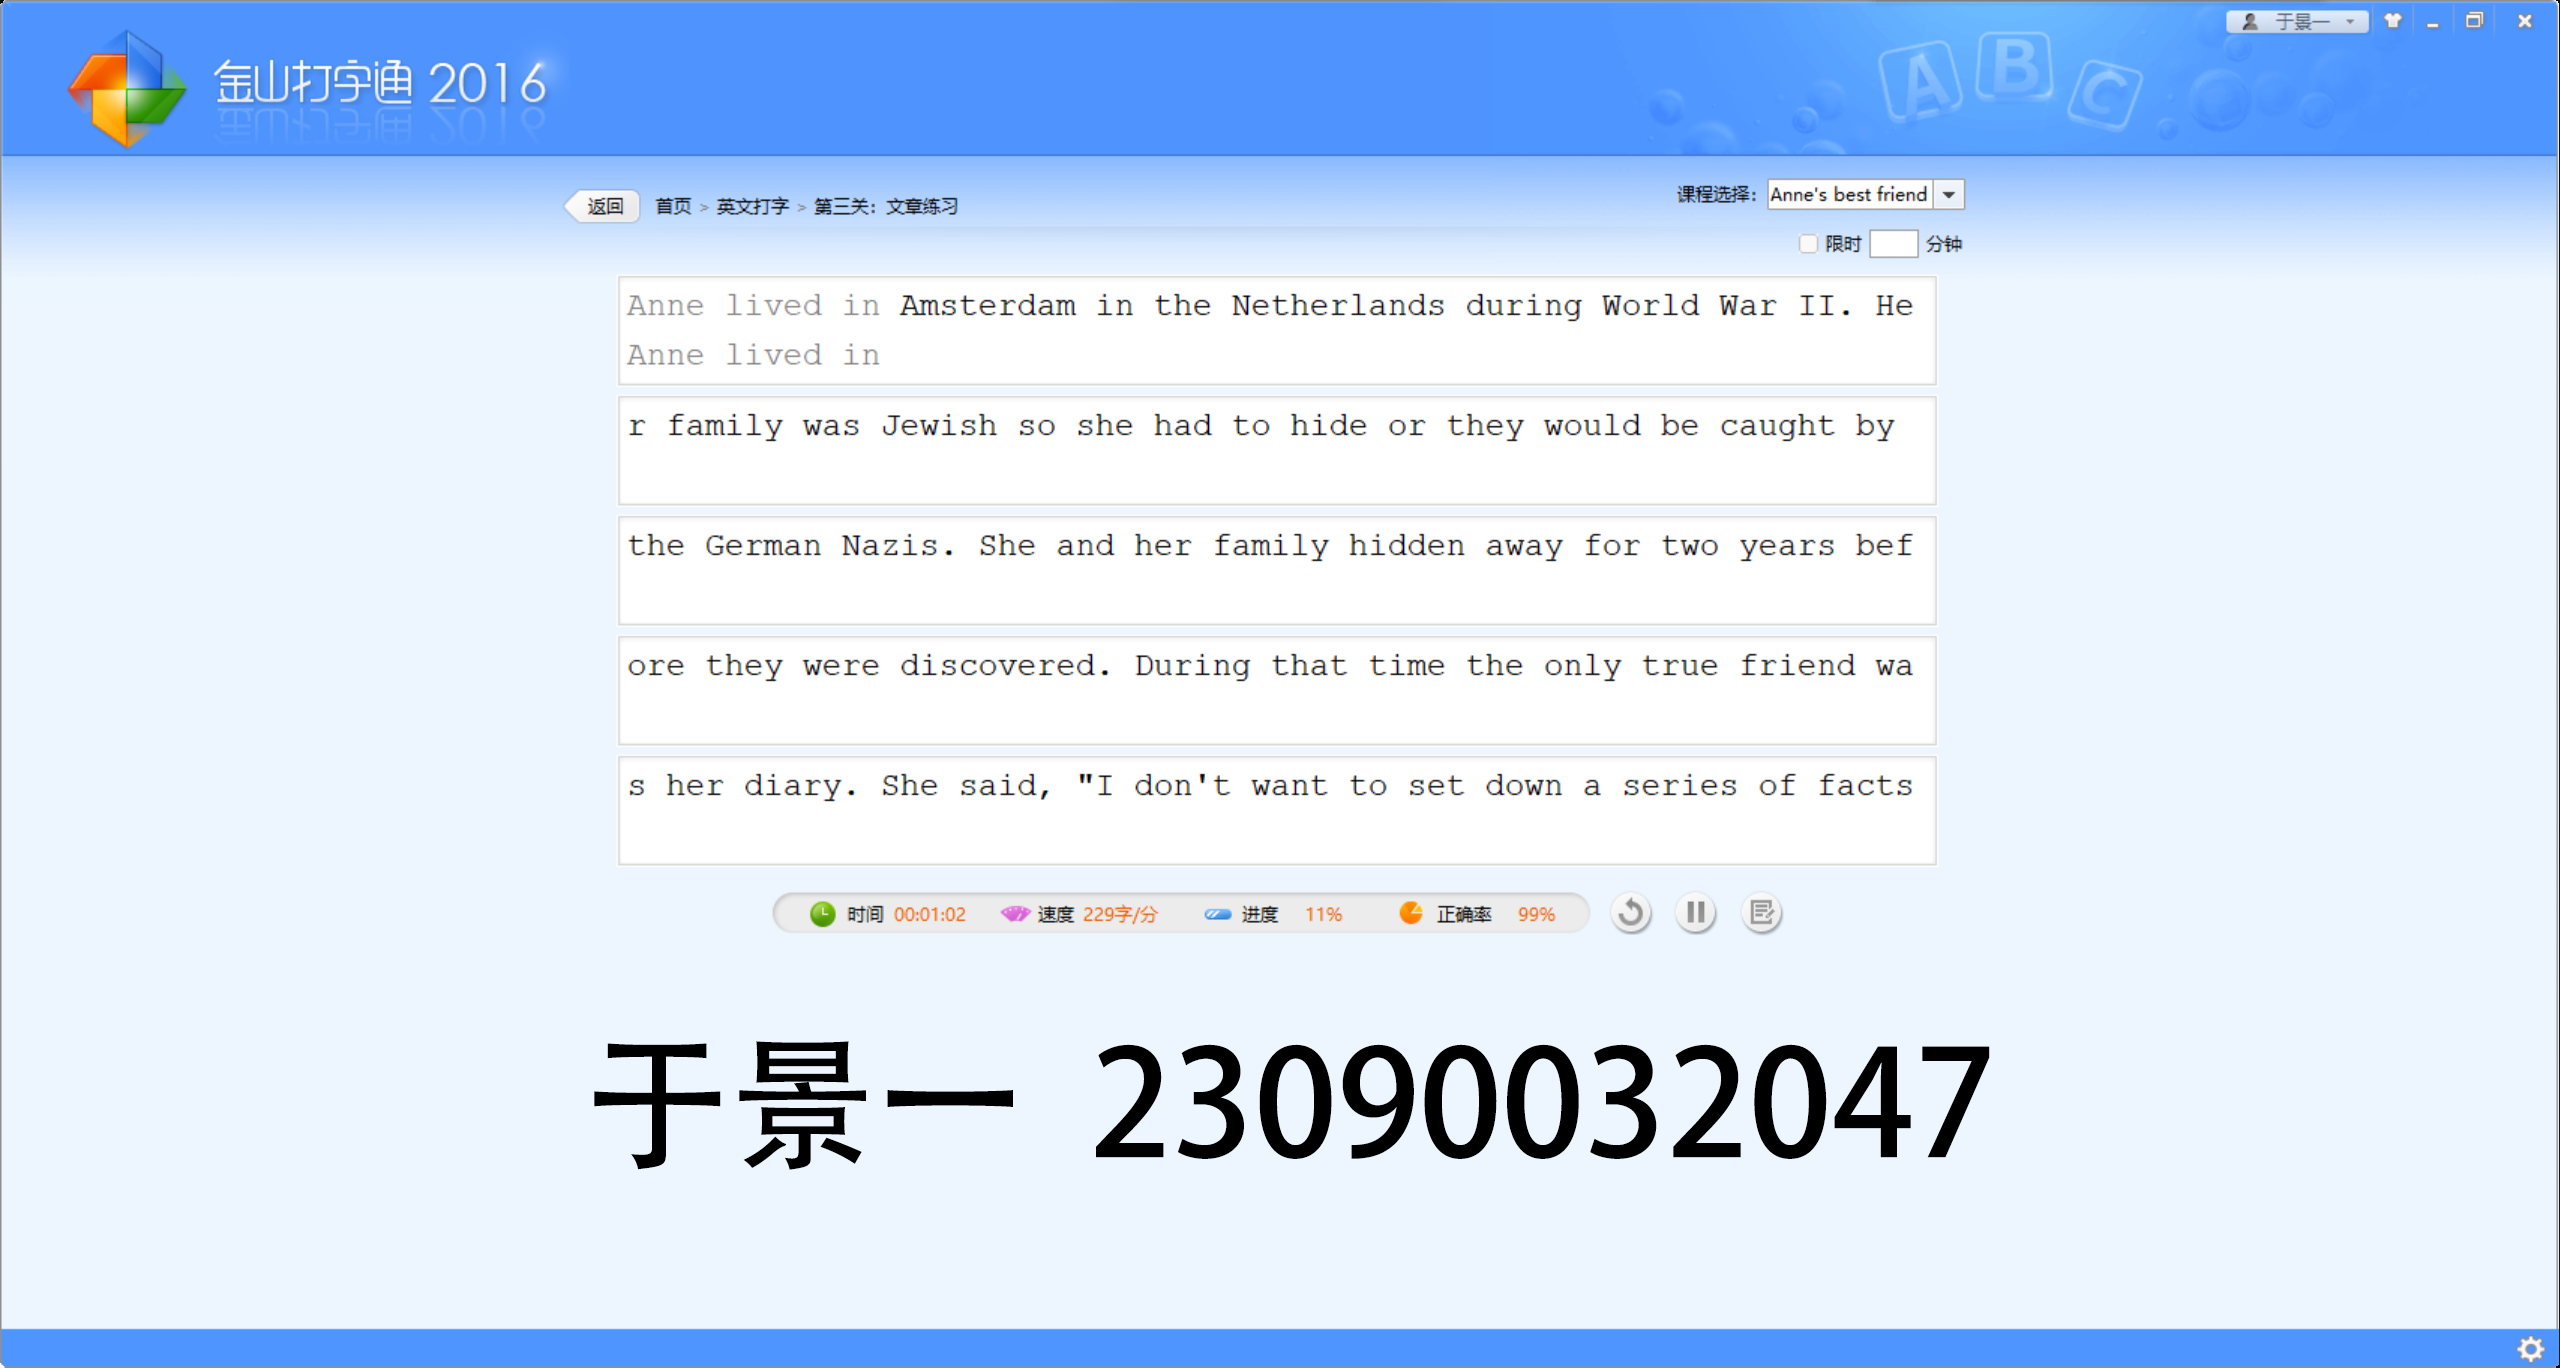 金山打字通 2016
A B C
于景一
返回 首页 > 英文打字 > 第三关：文章练习
课程选择： Anne's best friend
限时 分钟
Anne lived in Amsterdam in the Netherlands during World War II. He
Anne lived in
r family was Jewish so she had to hide or they would be caught by
the German Nazis. She and her family hidden away for two years bef
ore they were discovered. During that time the only true friend wa
s her diary. She said, "I don't want to set down a series of facts
时间 00:01:02 速度 229字/分 进度 11% 正确率 99%
于景一 23090032047